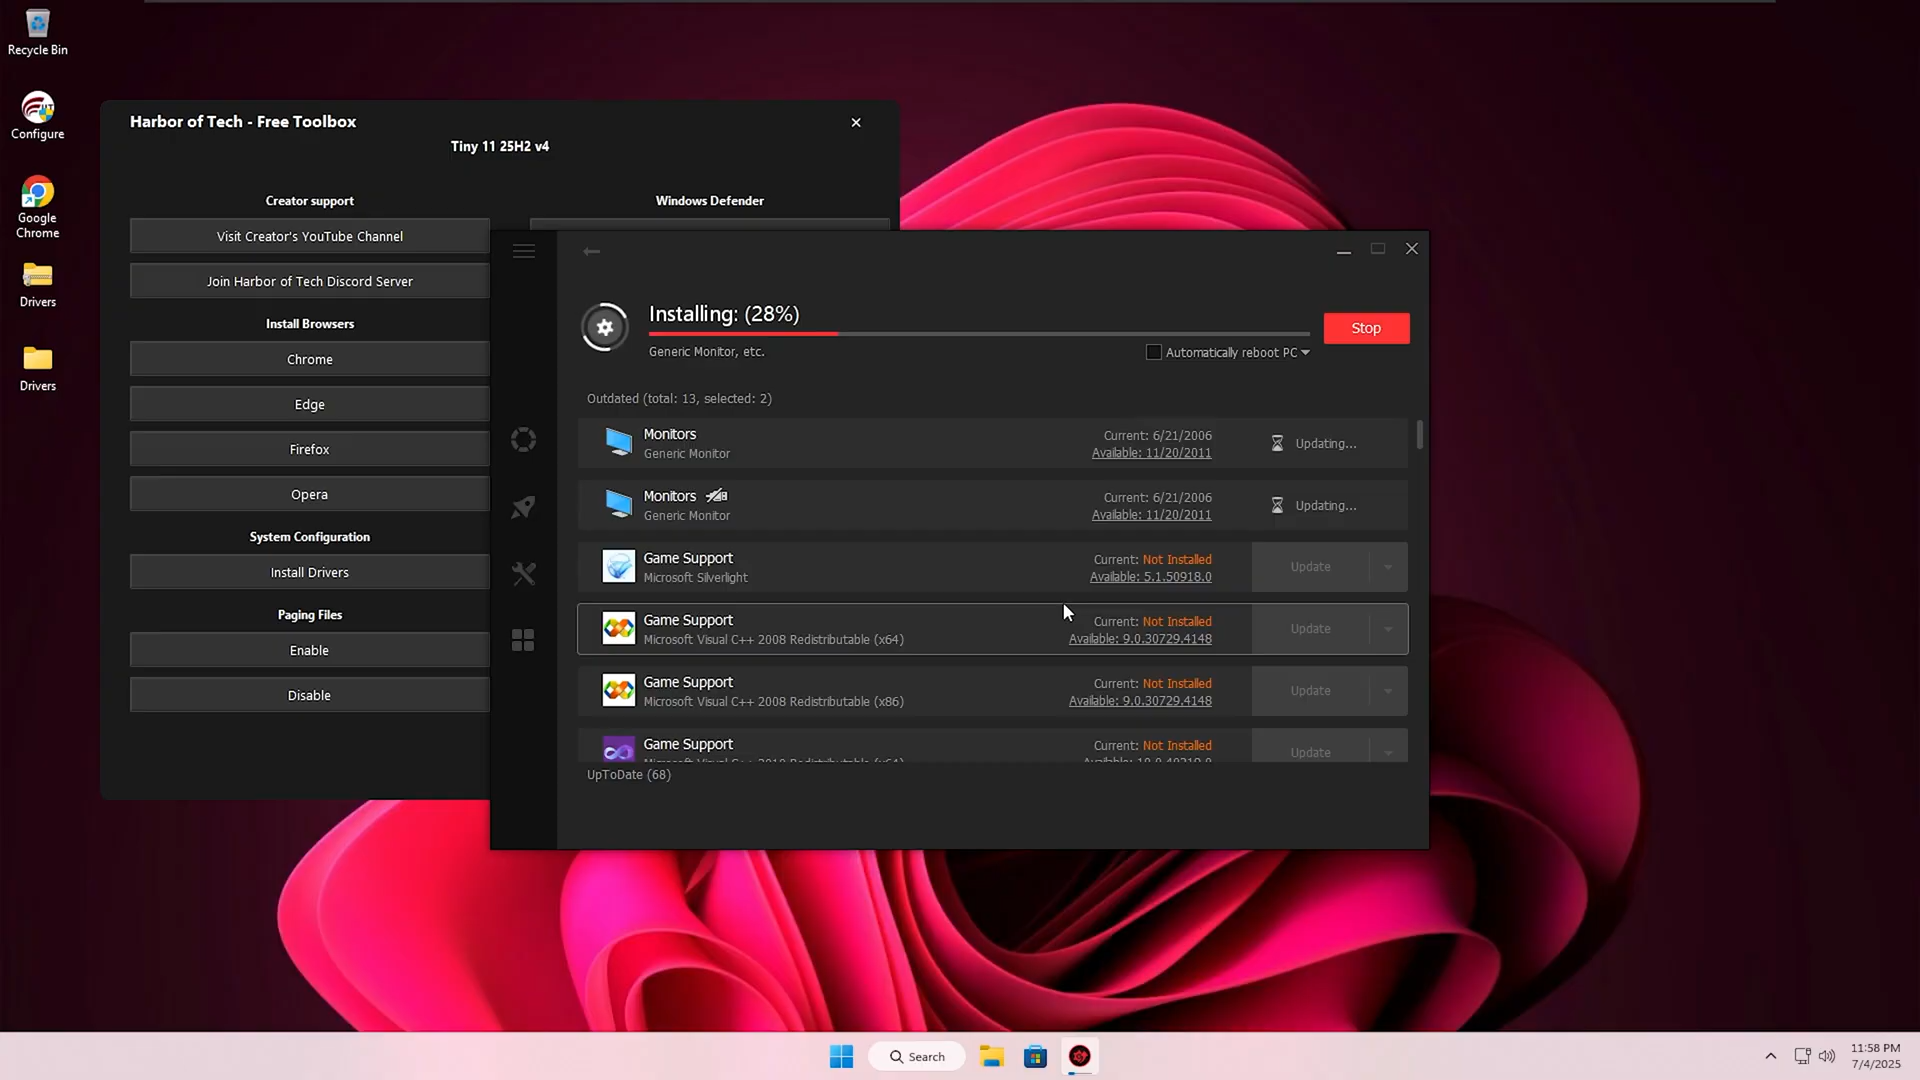 Recycle Bin
Configure
Google
Chrome
Drivers
Drivers
Harbor of Tech - Free Toolbox
Tiny 11 25H2 v4
Creator support
Windows Defender
Visit Creator's YouTube Channel
Join Harbor of Tech Discord Server
Install Browsers
Chrome
Edge
Firefox
Opera
System Configuration
Install Drivers
Paging Files
Enable
Disable
Installing: (28%)
Stop
Generic Monitor, etc.
Automatically reboot PC
Outdated (total: 13, selected: 2)
Monitors
Generic Monitor
Current: 6/21/2006
Available: 11/20/2011
Updating...
Monitors
Generic Monitor
Current: 6/21/2006
Available: 11/20/2011
Updating...
Game Support
Microsoft Silverlight
Current: Not Installed
Available: 5.1.50918.0
Update
Game Support
Microsoft Visual C++ 2008 Redistributable (x64)
Current: Not Installed
Available: 9.0.30729.4148
Update
Game Support
Microsoft Visual C++ 2008 Redistributable (x86)
Current: Not Installed
Available: 9.0.30729.4148
Update
Game Support
Current: Not Installed
Update
UpToDate (68)
Search
11:58 PM
7/4/2025